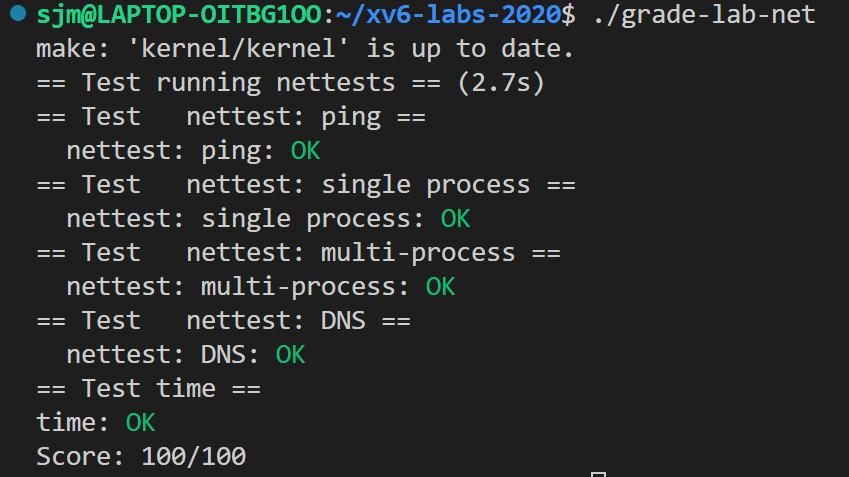 sjm@LAPTOP-OITBG1OO:~/xv6-labs-2020$ ./grade-lab-net
make: 'kernel/kernel' is up to date.
== Test running nettests == (2.7s)
== Test   nettest: ping ==
  nettest: ping: OK
== Test   nettest: single process ==
  nettest: single process: OK
== Test   nettest: multi-process ==
  nettest: multi-process: OK
== Test   nettest: DNS ==
  nettest: DNS: OK
== Test time ==
time: OK
Score: 100/100